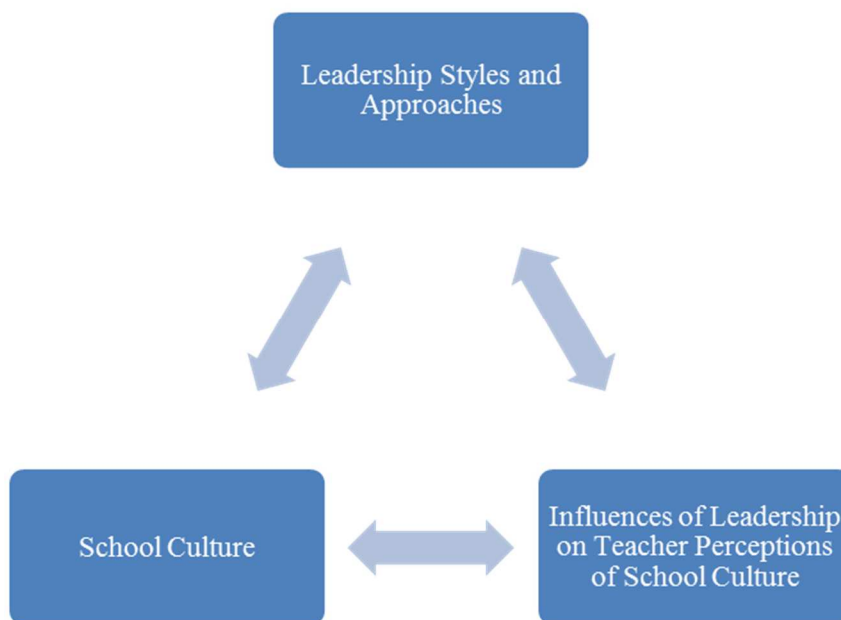 Leadership Styles and
Approaches
School Culture
Influences of Leadership
on Teacher Perceptions
of School Culture